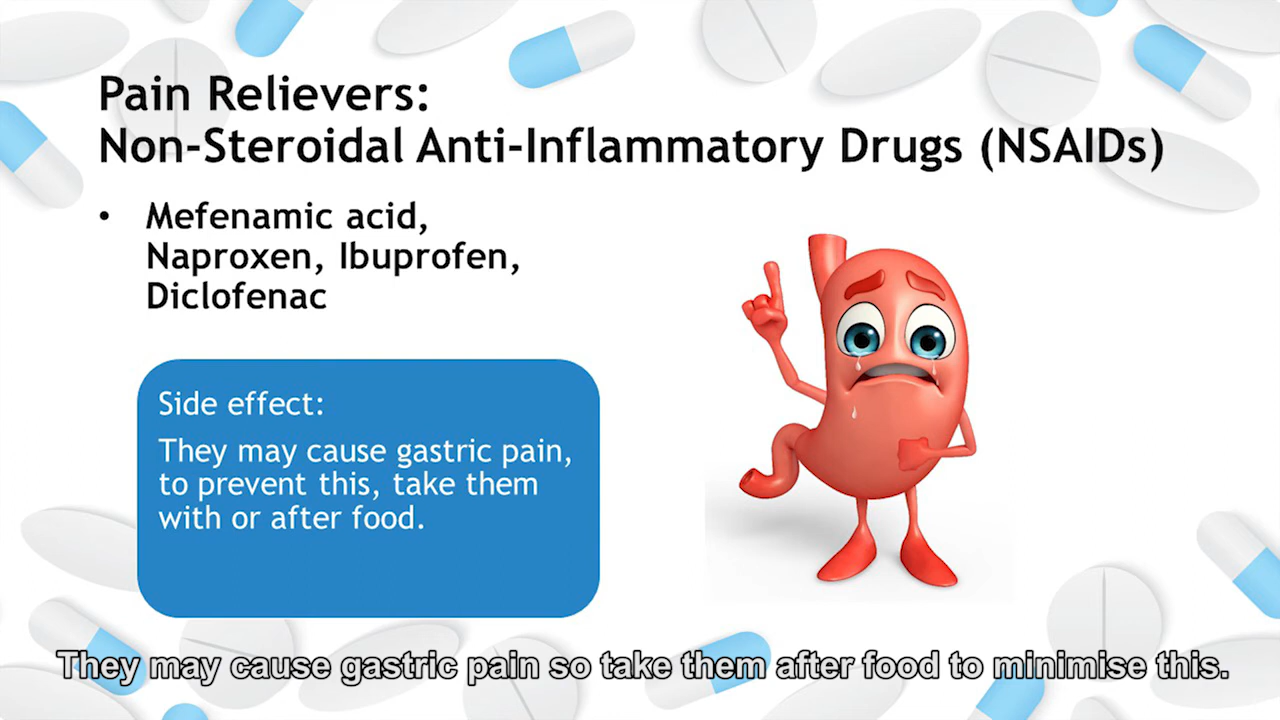 Pain Relievers:
Non-Steroidal Anti-Inflammatory Drugs (NSAIDs)
• Mefenamic acid,
Naproxen, Ibuprofen,
Diclofenac
Side effect:
They may cause gastric pain,
to prevent this, take them
with or after food.
They may cause gastric pain so take them after food to minimise this.